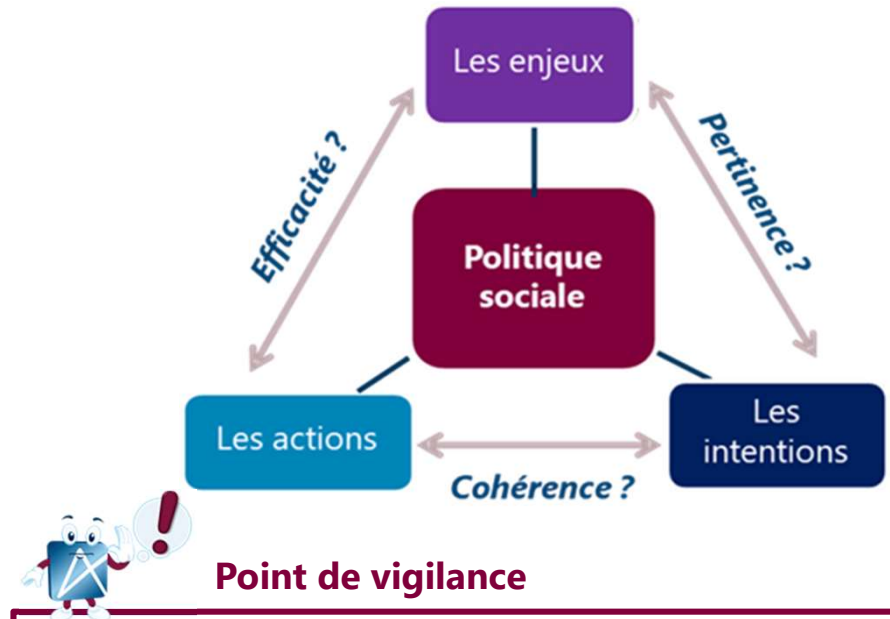 Les enjeux
Efficacité ?
Pertinence ?
Politique
sociale
Les actions
Les
intentions
Cohérence ?
Point de vigilance